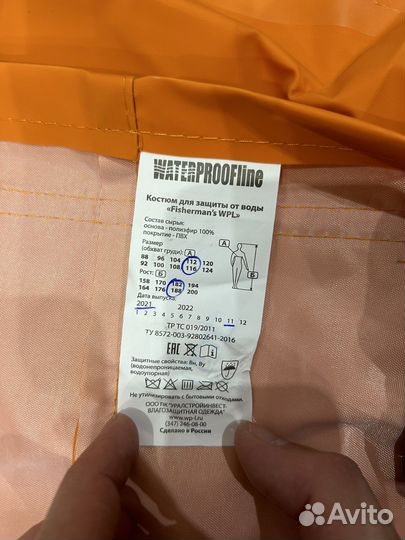 WATERPROOFline
Костюм для защиты от воды
«Fisherman's WPL»
Состав сырья:
основа - полиэфир 100%
покрытие - ПВХ
Размер
(обхват груди): А
88 96 104 112 120
92 100 108 116 124
Рост: Б
158 170 182 194
164 176 188 200
Дата выпуска:
2021 2022
1 2 3 4 5 6 7 8 9 10 11 12
ТР ТС 019/2011
ТУ 8572-003-92802641-2016
EAC
Защитные свойства: Вн, Ву
(водонепроницаемая,
водоупорная)
Не утилизировать с бытовыми отходами.
ООО ПК "УРАЛСТРОЙИНВЕСТ-
ВЛАГОЗАЩИТНАЯ ОДЕЖДА"
www.wp-l.ru
(347) 246-08-00
Сделано в России
А
Б
Avito